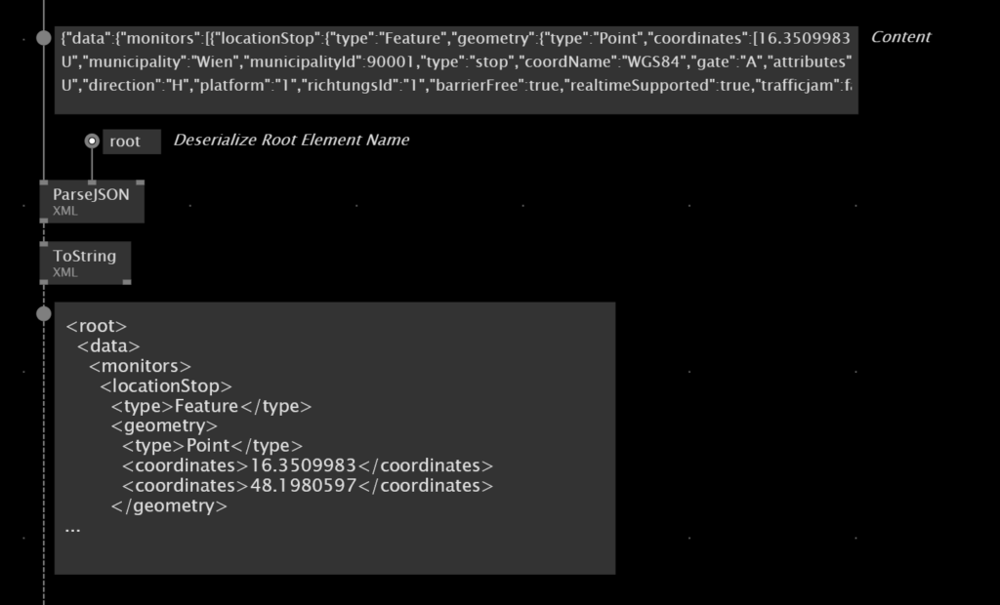 {"data":{"monitors":[{"locationStop":{"type":"Feature","geometry":{"type":"Point","coordinates":[16.3509983
U","municipality":"Wien","municipalityId":90001,"type":"stop","coordName":"WGS84","gate":"A","attributes"
U","direction":"H","platform":"1","richtungsId":"1","barrierFree":true,"realtimeSupported":true,"trafficjam":fa
Content
root
Deserialize Root Element Name
ParseJSON
XML
ToString
XML
<root>
  <data>
    <monitors>
      <locationStop>
        <type>Feature</type>
        <geometry>
          <type>Point</type>
          <coordinates>16.3509983</coordinates>
          <coordinates>48.1980597</coordinates>
        </geometry>
...